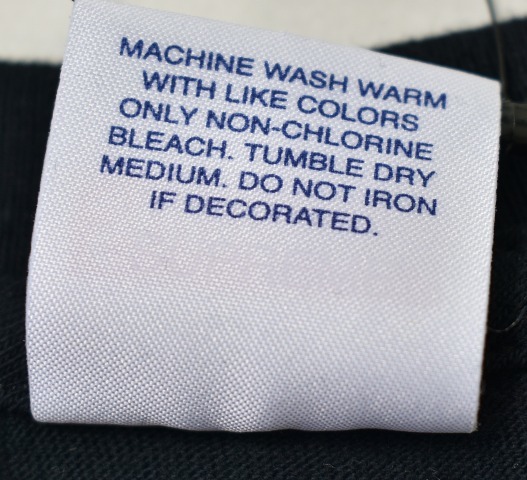 MACHINE WASH WARM
WITH LIKE COLORS
ONLY NON-CHLORINE
BLEACH. TUMBLE DRY
MEDIUM. DO NOT IRON
IF DECORATED.